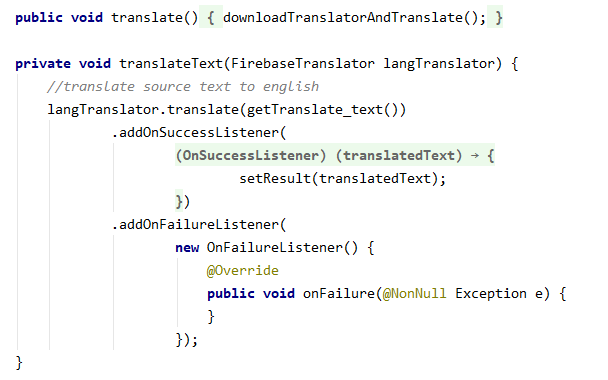 public void translate() { downloadTranslatorAndTranslate(); }
private void translateText(FirebaseTranslator langTranslator) {
//translate source text to english
langTranslator.translate(getTranslate_text())
.addOnSuccessListener(
(OnSuccessListener) (translatedText) → {
setResult(translatedText);
})
.addOnFailureListener(
new OnFailureListener() {
@Override
public void onFailure(@NonNull Exception e) {
}
});
}